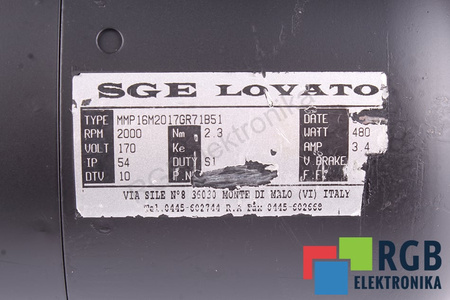 SGE LOVATO
TYPE MMP16M2017GR71B51 DATE
RPM 2000 Nm 2.3 WATT 480
VOLT 170 Ke AMP 3.4
IP 54 DUTY S1 V BRAKE
DTV 10 P.N F.F
VIA SILE N°8 36030 MONTE DI MALO (VI) ITALY
Tel.0445-602744 R.A Fax 0445-602668
RGB
ELEKTRONIKA